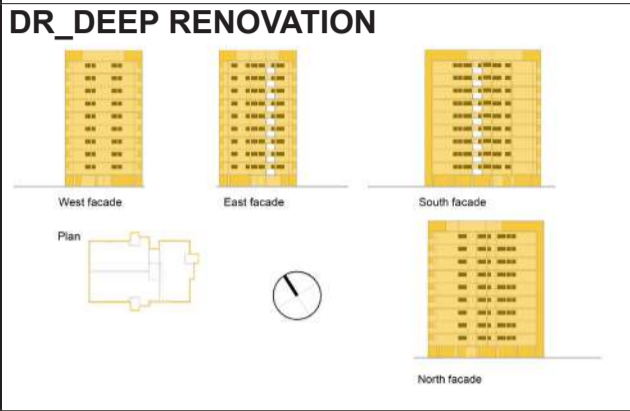 DR_DEEP RENOVATION
West facade
East facade
South facade
Plan
North facade